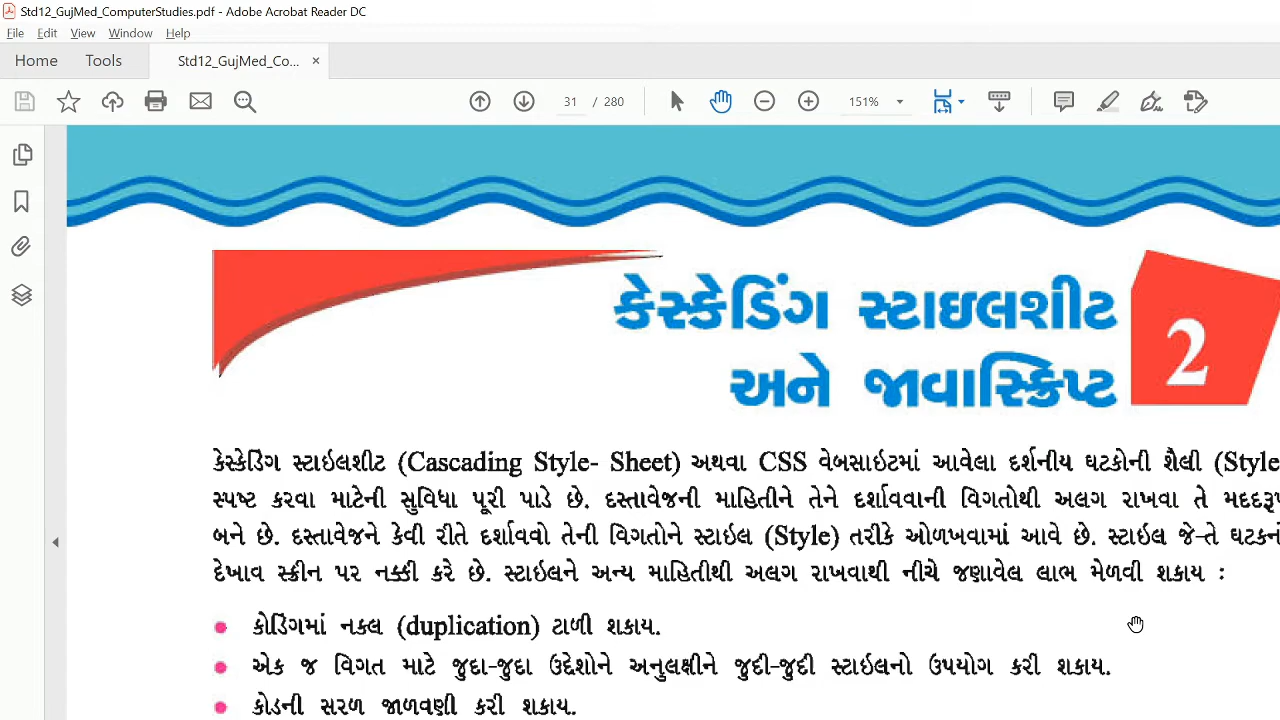 Std12_GujMed_ComputerStudies.pdf - Adobe Acrobat Reader DC
File Edit View Window Help
Home Tools Std12_GujMed_Co... ×
31 / 280 151%
કેસ્કેડિંગ સ્ટાઇલશીટ
અને જાવાસ્ક્રિપ્ટ
2
કેસ્કેડિંગ સ્ટાઇલશીટ (Cascading Style- Sheet) અથવા CSS વેબસાઇટમાં આવેલા દર્શનીય ઘટકોની શૈલી (Style
સ્પષ્ટ કરવા માટેની સુવિધા પૂરી પાડે છે. દસ્તાવેજની માહિતીને તેને દર્શાવવાની વિગતોથી અલગ રાખવા તે
બને છે. દસ્તાવેજને કેવી રીતે દર્શાવવો તેની વિગતોને સ્ટાઇલ (Style) તરીકે ઓળખવામાં આવે છે. સ્ટાઇલ જે-તે
દેખાવ સ્ક્રીન પર નક્કી કરે છે. સ્ટાઇલને અન્ય માહિતીથી અલગ રાખવાથી નીચે જણાવેલ લાભ મેળવી શકાય :
● કોડિંગમાં નક્લ (duplication) ટાળી શકાય.
● એક જ વિગત માટે જુદા-જુદા ઉદ્દેશોને અનુલક્ષીને જુદી-જુદી સ્ટાઇલનો ઉપયોગ કરી શકાય.
● કોડની સરળ જાળવણી કરી શકાય.